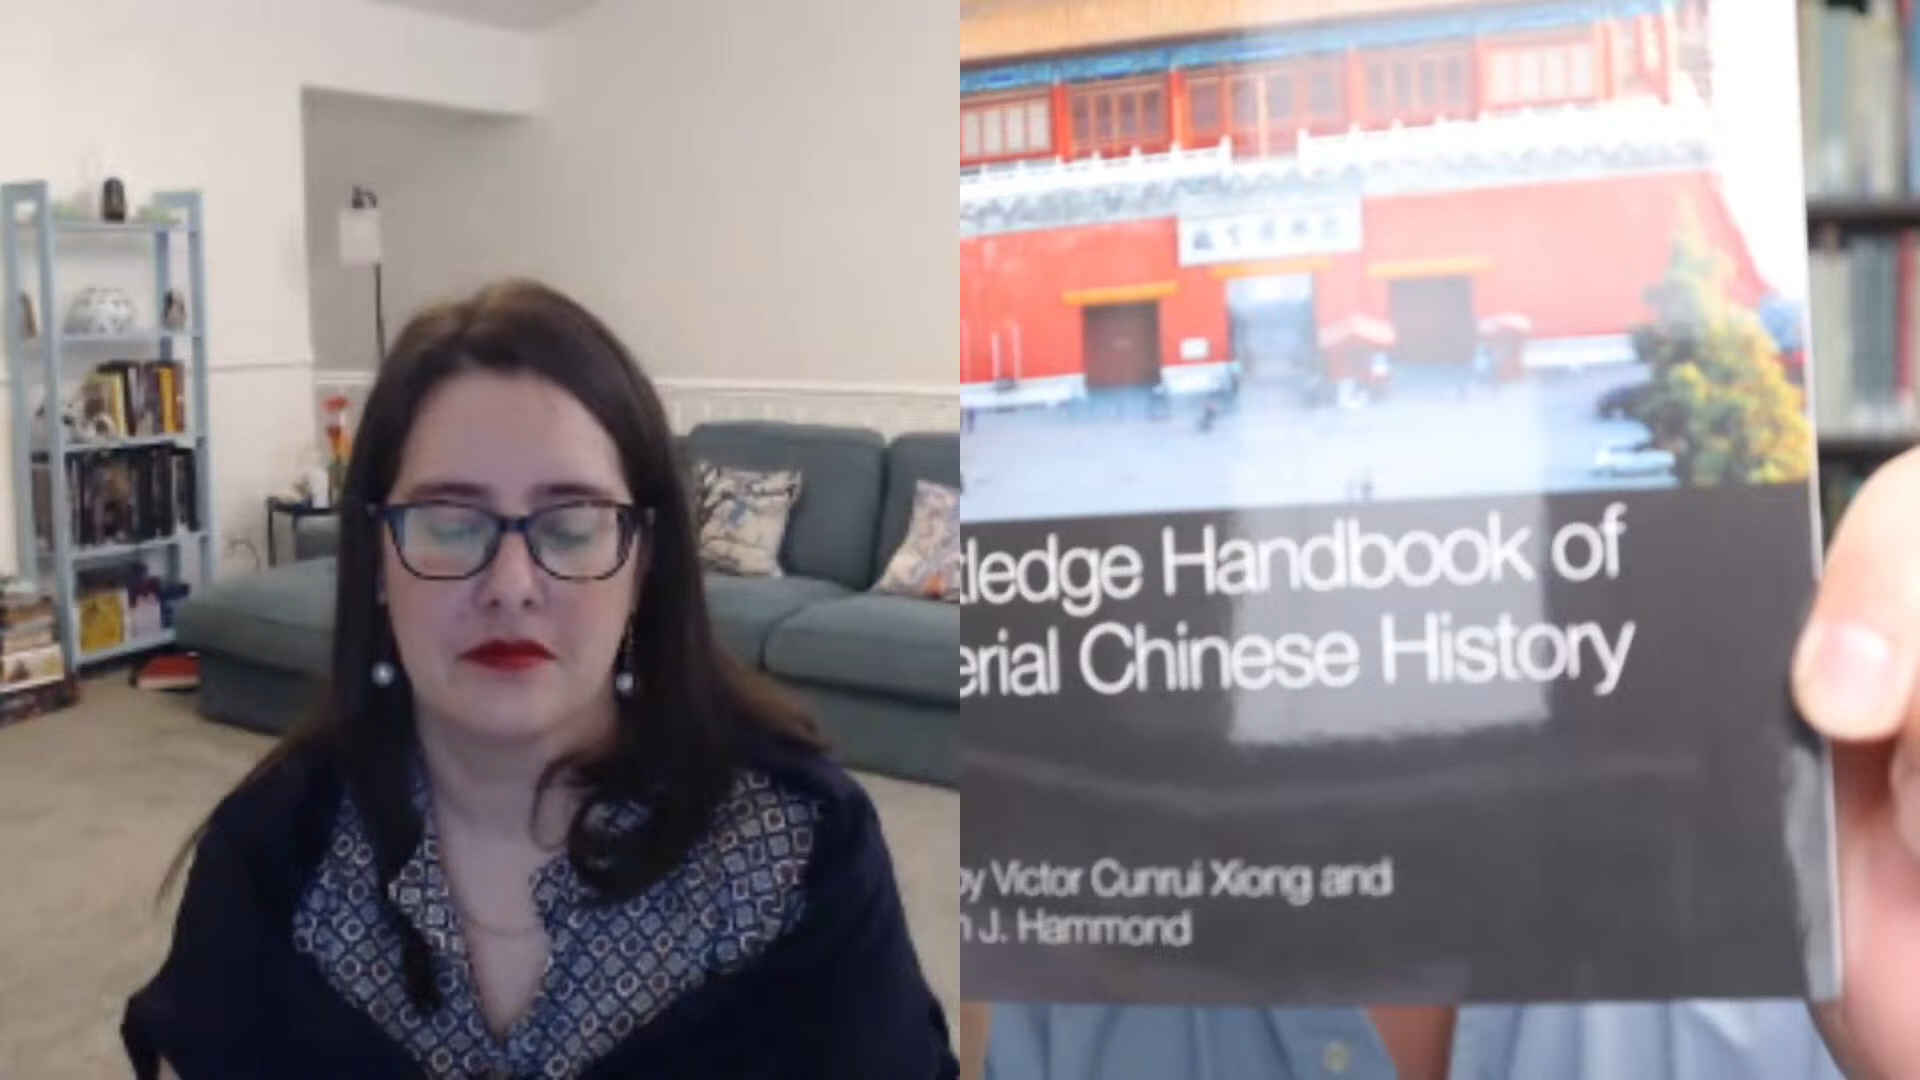 tledge Handbook of
erial Chinese History
by Victor Cunrui Xiong and
n J. Hammond